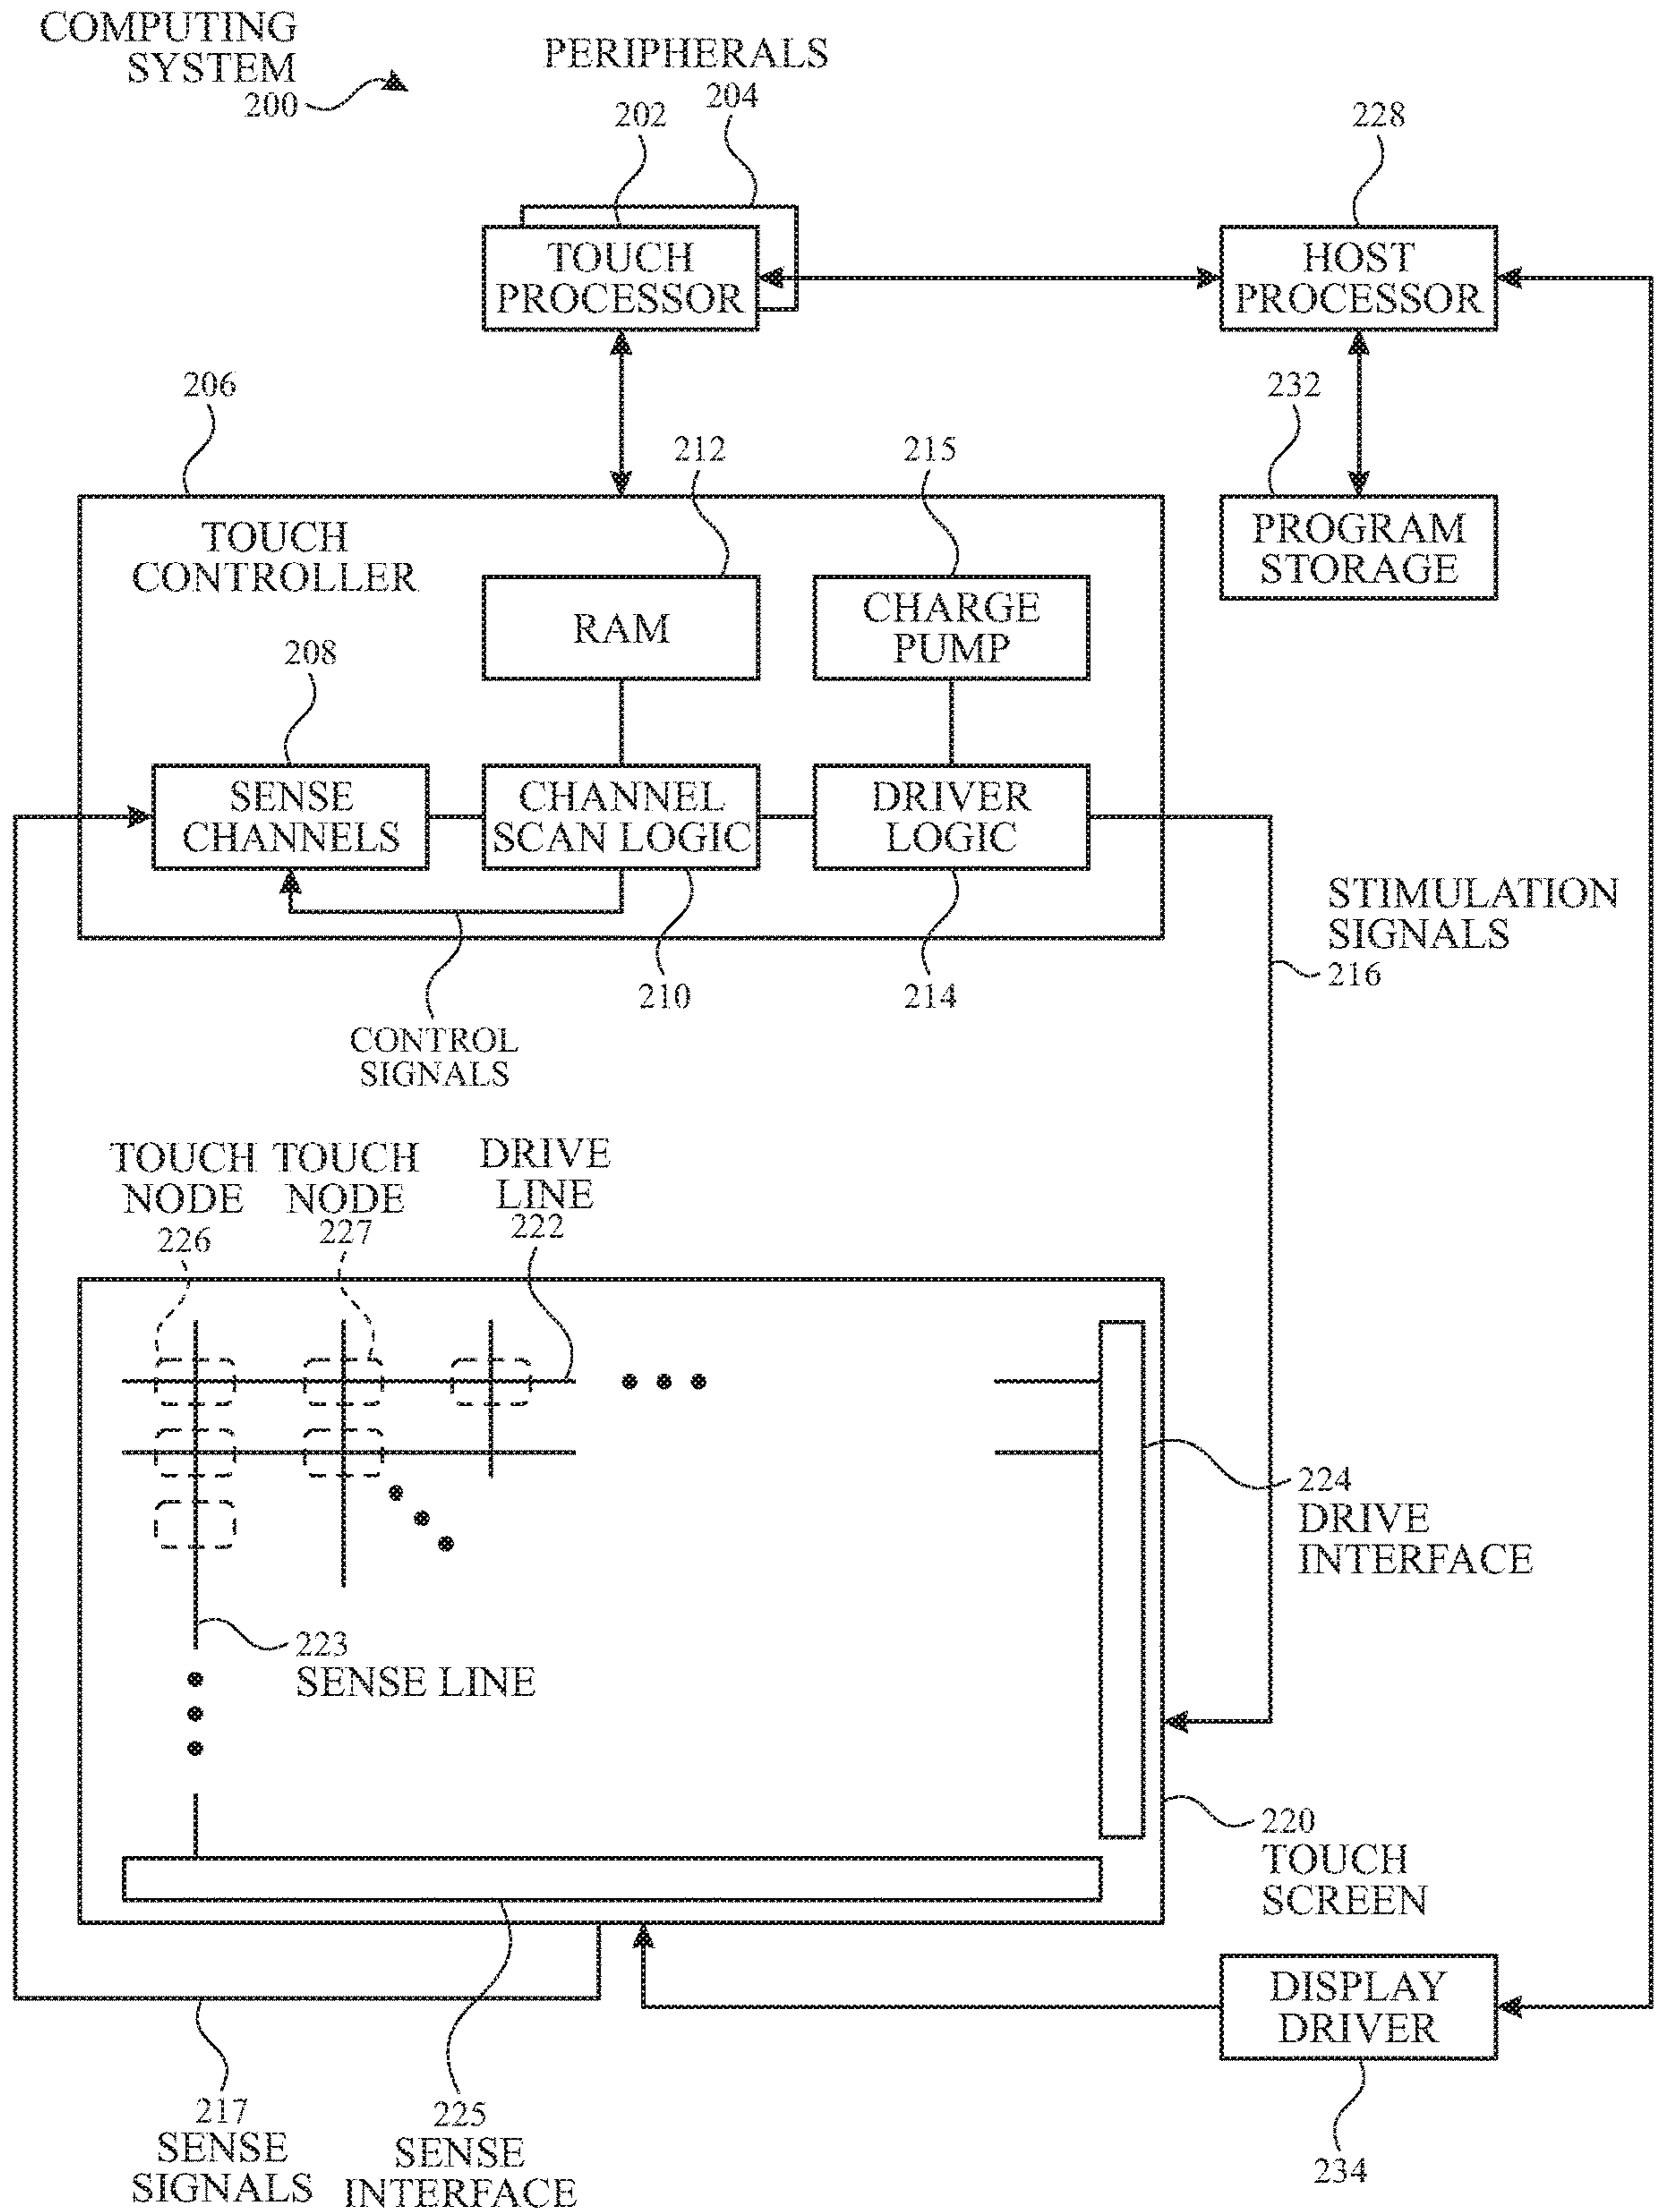 COMPUTING
SYSTEM
200
PERIPHERALS
204
202
228
TOUCH
PROCESSOR
HOST
PROCESSOR
206
212
215
232
TOUCH
CONTROLLER
PROGRAM
STORAGE
RAM
CHARGE
PUMP
208
SENSE
CHANNELS
CHANNEL
SCAN LOGIC
DRIVER
LOGIC
STIMULATION
SIGNALS
216
210
214
CONTROL
SIGNALS
TOUCH
NODE
226
TOUCH
NODE
227
DRIVE
LINE
222
224
DRIVE
INTERFACE
223
SENSE LINE
220
TOUCH
SCREEN
DISPLAY
DRIVER
217
SENSE
SIGNALS
225
SENSE
INTERFACE
234